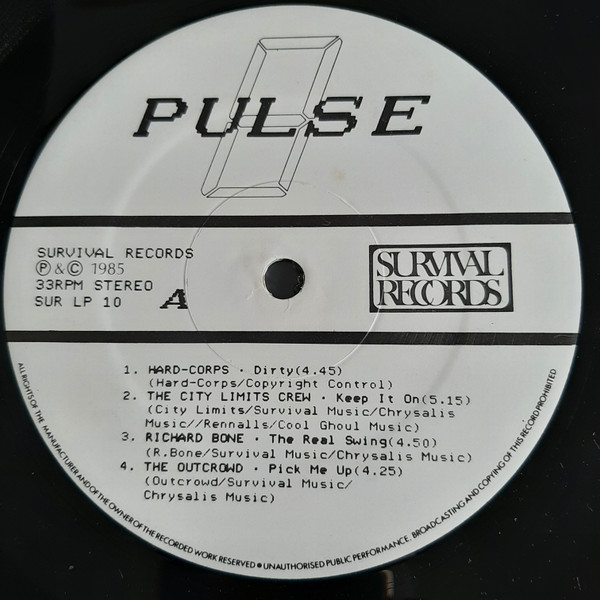 PULSE
SURVIVAL RECORDS
Ⓟ & © 1985
33RPM STEREO
SUR LP 10
A
SURVIVAL
RECORDS
1. HARD-CORPS · Dirty(4.45)
(Hard-Corps/Copyright Control)
2. THE CITY LIMITS CREW · Keep It On(5.15)
(City Limits/Survival Music/Chrysalis
Music//Rennalls/Cool Ghoul Music)
3. RICHARD BONE · The Real Swing(4.50)
(R.Bone/Survival Music/Chrysalis Music)
4. THE OUTCROWD · Pick Me Up(4.25)
(Outcrowd/Survival Music/
Chrysalis Music)
ALL RIGHTS OF THE MANUFACTURER AND OF THE OWNER OF THE RECORDED WORK RESERVED ● UNAUTHORISED PUBLIC PERFORMANCE. BROADCASTING AND COPYING OF THIS RECORD PROHIBITED